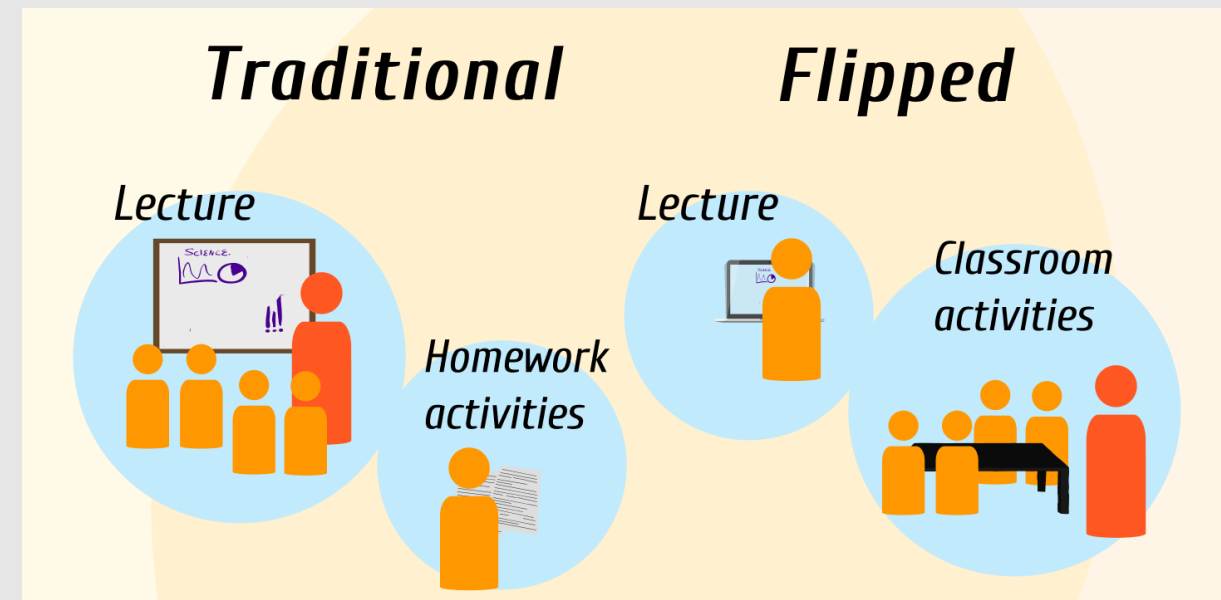 Traditional
Flipped
Lecture
SCIENCE.
Homework
activities
Lecture
Classroom
activities